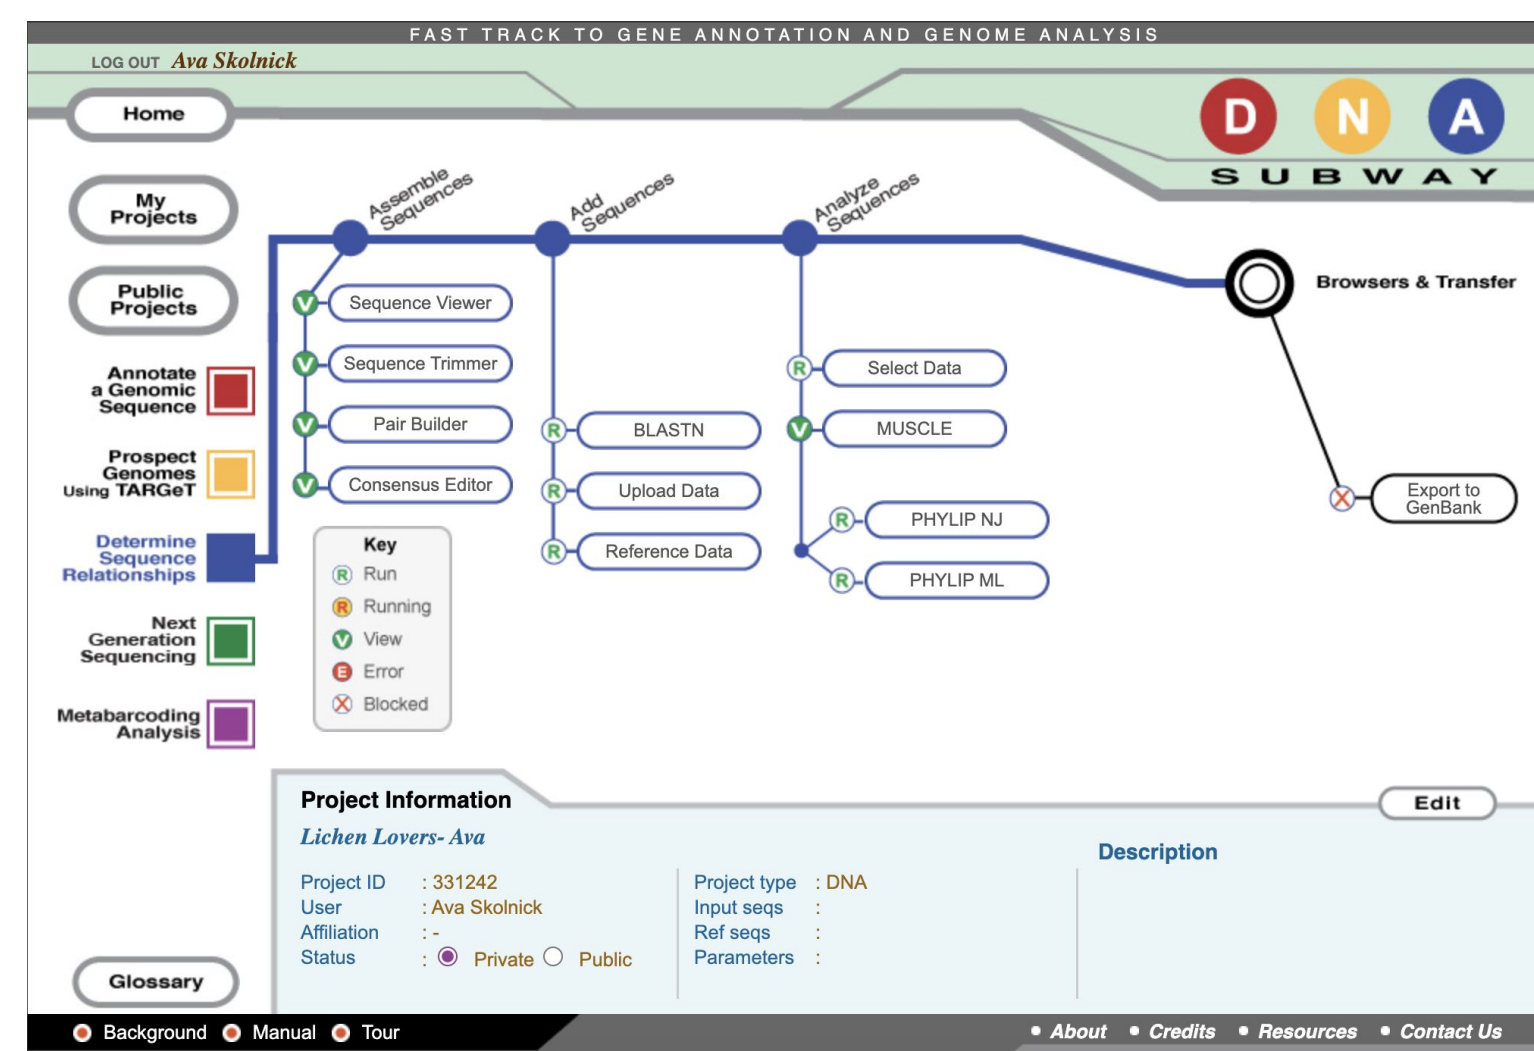 FAST TRACK TO GENE ANNOTATION AND GENOME ANALYSIS
LOG OUT Ava Skolnick
Home
D N A
SUBWAY
My
Projects
Public
Projects
Annotate
a Genomic
Sequence
Prospect
Genomes
Using TARGeT
Determine
Sequence
Relationships
Next
Generation
Sequencing
Metabarcoding
Analysis
Glossary
Assemble
Sequences
V Sequence Viewer
V Sequence Trimmer
V Pair Builder
V Consensus Editor
Key
R Run
R Running
V View
E Error
X Blocked
Add
Sequences
R BLASTN
R Upload Data
R Reference Data
Analyze
Sequences
R Select Data
V MUSCLE
R PHYLIP NJ
R PHYLIP ML
Browsers & Transfer
X Export to
GenBank
Project Information
Edit
Lichen Lovers- Ava
Project ID : 331242
User : Ava Skolnick
Affiliation : -
Status : Private Public
Project type : DNA
Input seqs :
Ref seqs :
Parameters :
Description
Background Manual Tour
• About • Credits • Resources • Contact Us